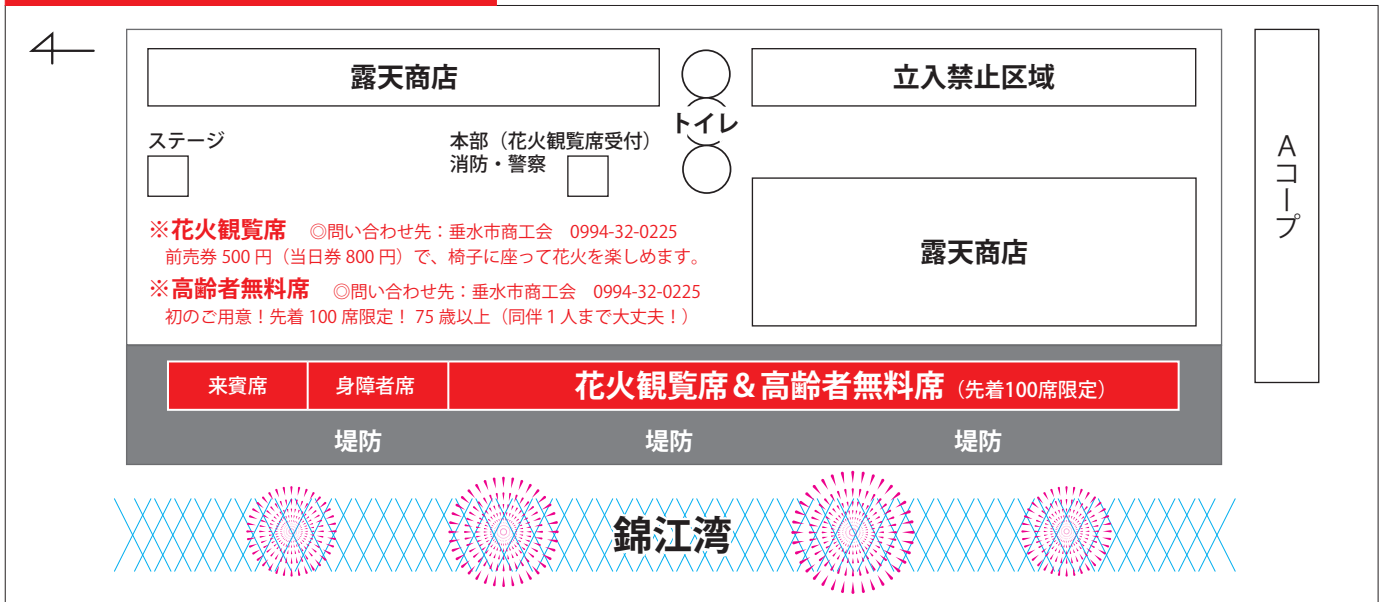 露天商店
立入禁止区域
トイレ
ステージ
本部（花火観覧席受付）
消防・警察
Aコープ
※花火観覧席　◎問い合わせ先：垂水市商工会　0994-32-0225
前売券 500 円（当日券 800 円）で、椅子に座って花火を楽しめます。
※高齢者無料席　◎問い合わせ先：垂水市商工会　0994-32-0225
初のご用意！先着 100 席限定！ 75 歳以上（同伴 1 人まで大丈夫！）
露天商店
来賓席
身障者席
花火観覧席＆高齢者無料席（先着100席限定）
堤防
堤防
堤防
錦江湾